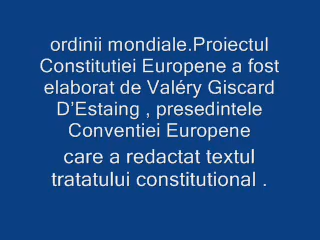 ordinii mondiale.Proiectul
Constitutiei Europene a fost
elaborat de Valéry Giscard
D’Estaing , presedintele
Conventiei Europene
care a redactat textul
tratatului constitutional .